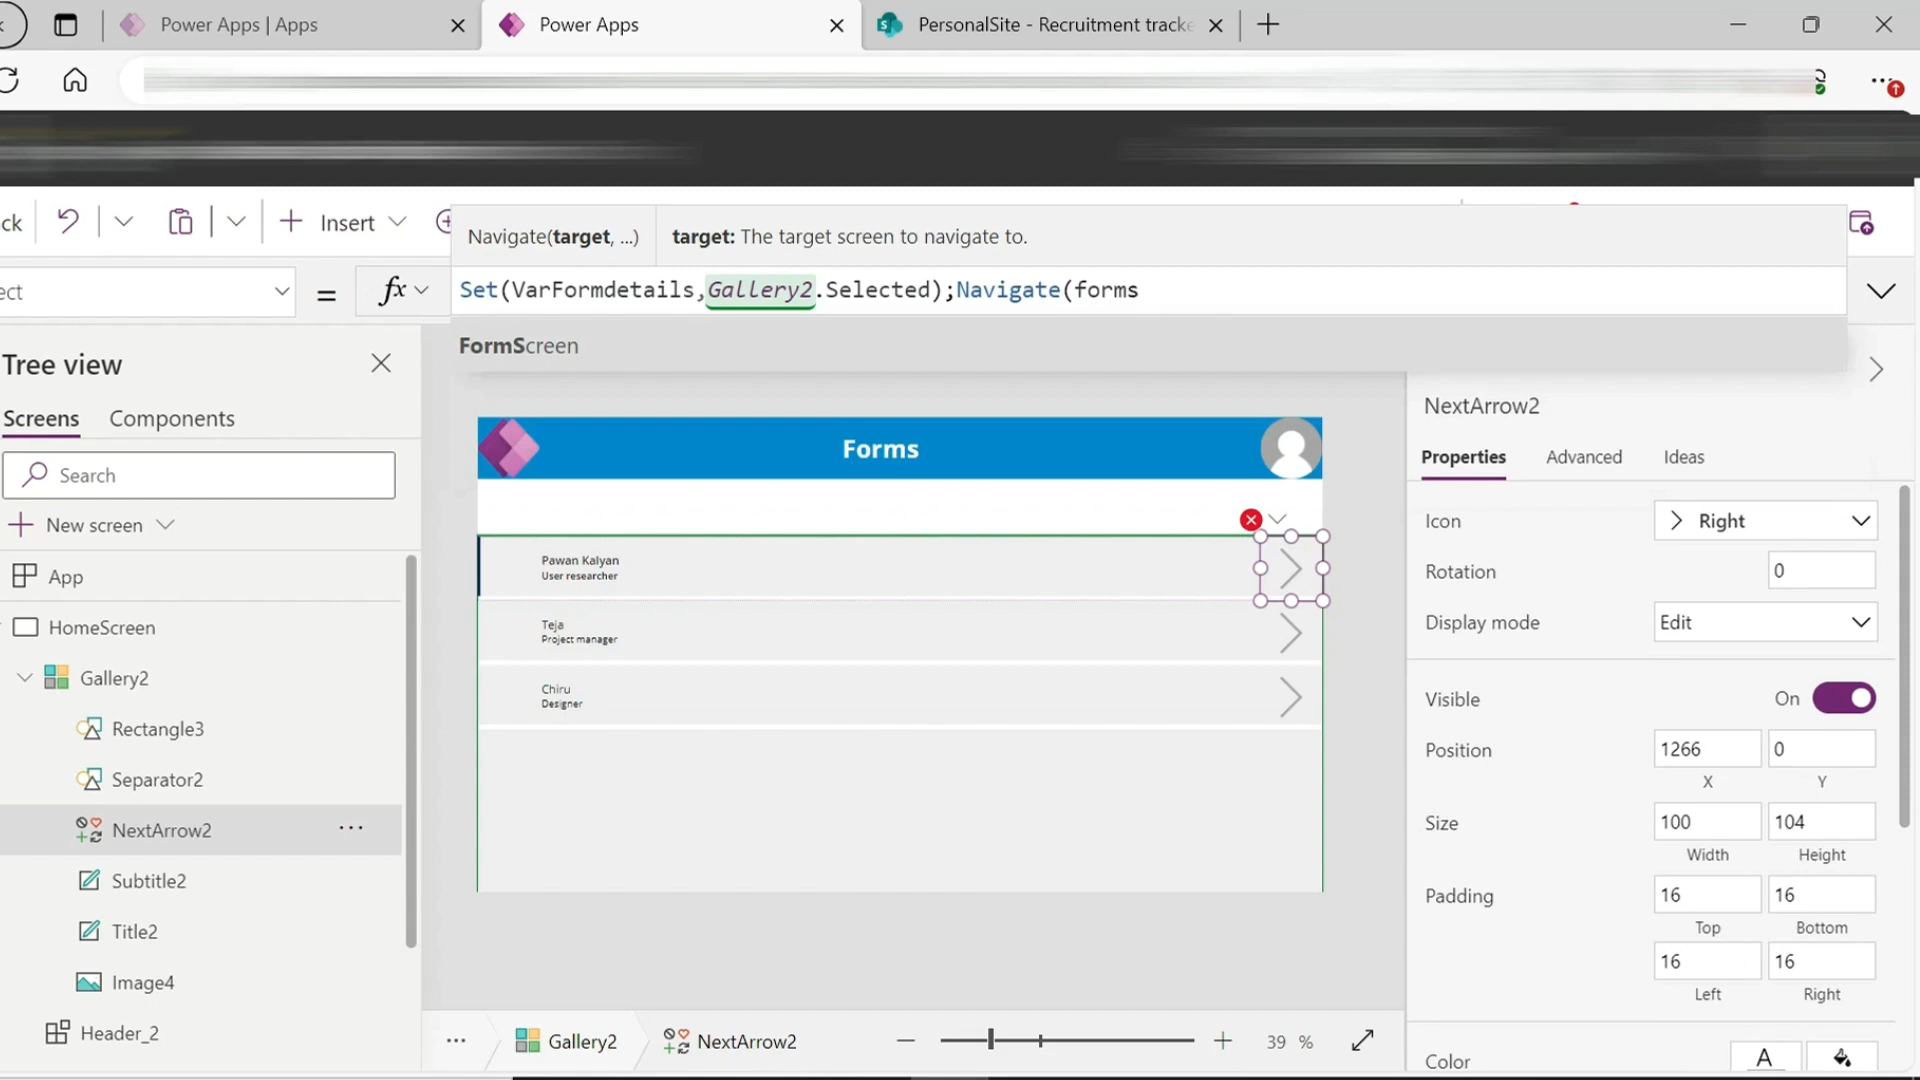 Power Apps | Apps
Power Apps
PersonalSite - Recruitment tracke
ck
Insert
Navigate(target, ...)
target: The target screen to navigate to.
ect
=
fx
Set(VarFormdetails,Gallery2.Selected);Navigate(forms
FormScreen
Tree view
Screens
Components
Search
New screen
App
HomeScreen
Gallery2
Rectangle3
Separator2
NextArrow2
Subtitle2
Title2
Image4
Header_2
Forms
Pawan Kalyan
User researcher
Teja
Project manager
Chiru
Designer
Gallery2
NextArrow2
39 %
NextArrow2
Properties
Advanced
Ideas
Icon
Right
Rotation
0
Display mode
Edit
Visible
On
Position
1266
0
X
Y
Size
100
104
Width
Height
Padding
16
16
Top
Bottom
16
16
Left
Right
Color
A